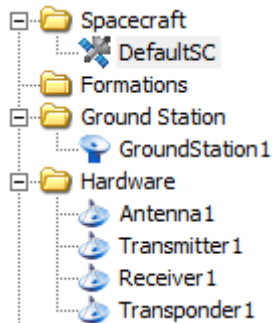 Spacecraft
DefaultSC
Formations
Ground Station
GroundStation1
Hardware
Antenna1
Transmitter1
Receiver1
Transponder1